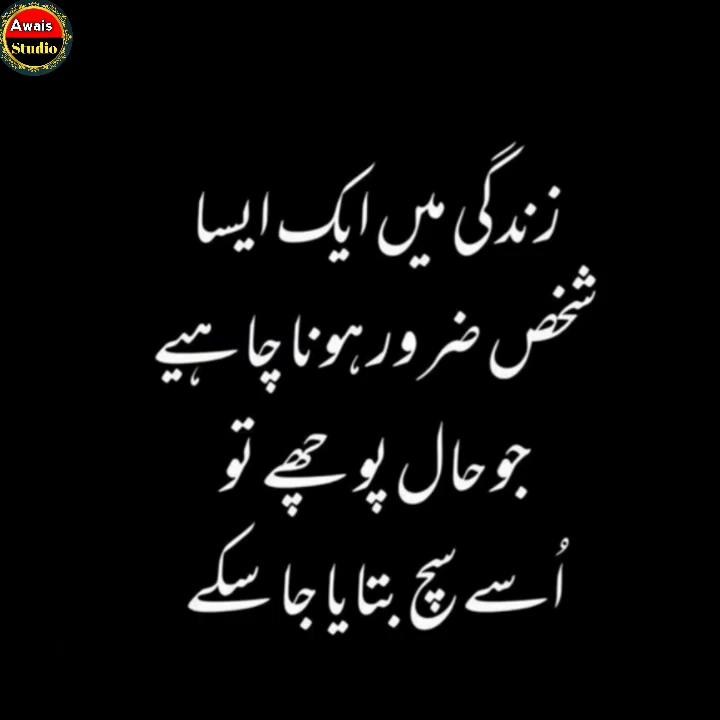 Awais
Studio
زندگی میں ایک ایسا
شخص ضرور ہونا چاہیے
جو حال پوچھے تو
اُسے سچ بتایا جا سکے